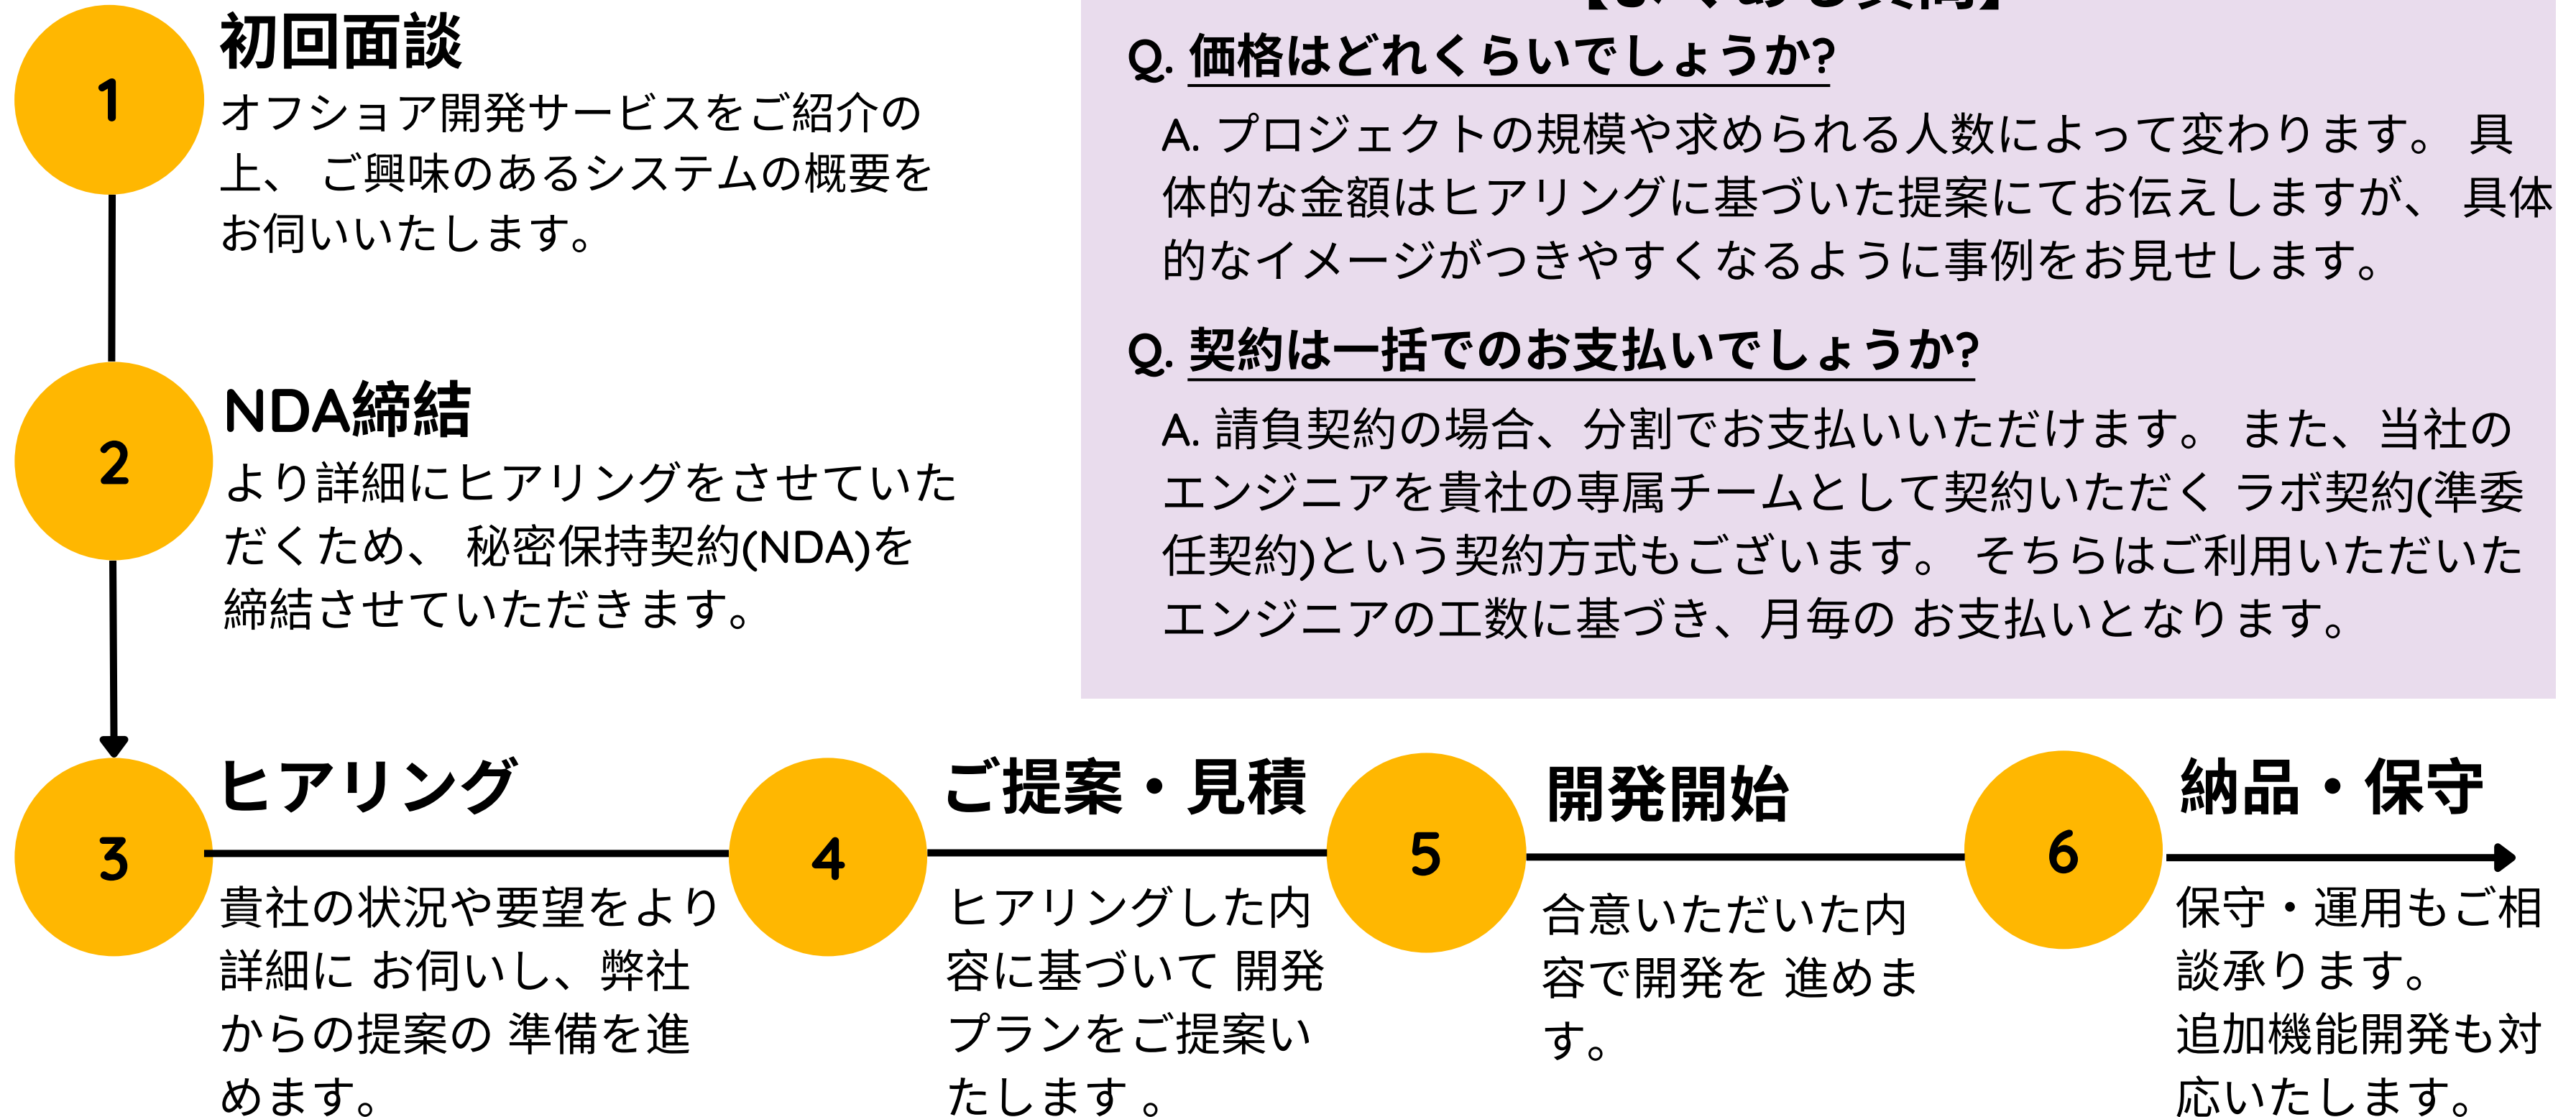 1
初回面談
オフショア開発サービスをご紹介の
上、 ご興味のあるシステムの概要を
お伺いいたします。
2
NDA締結
より詳細にヒアリングをさせていた
だくため、 秘密保持契約(NDA)を
締結させていただきます。
【よくある質問】
Q. 価格はどれくらいでしょうか?
A. プロジェクトの規模や求められる人数によって変わります。 具
体的な金額はヒアリングに基づいた提案にてお伝えしますが、 具体
的なイメージがつきやすくなるように事例をお見せします。
Q. 契約は一括でのお支払いでしょうか?
A. 請負契約の場合、分割でお支払いいただけます。 また、当社の
エンジニアを貴社の専属チームとして契約いただく ラボ契約(準委
任契約)という契約方式もございます。 そちらはご利用いただいた
エンジニアの工数に基づき、月毎の お支払いとなります。
3
ヒアリング
貴社の状況や要望をより
詳細に お伺いし、弊社
からの提案の 準備を進
めます。
4
ご提案・見積
ヒアリングした内
容に基づいて 開発
プランをご提案い
たします 。
5
開発開始
合意いただいた内
容で開発を 進めま
す。
6
納品・保守
保守・運用もご相
談承ります。
追加機能開発も対
応いたします。